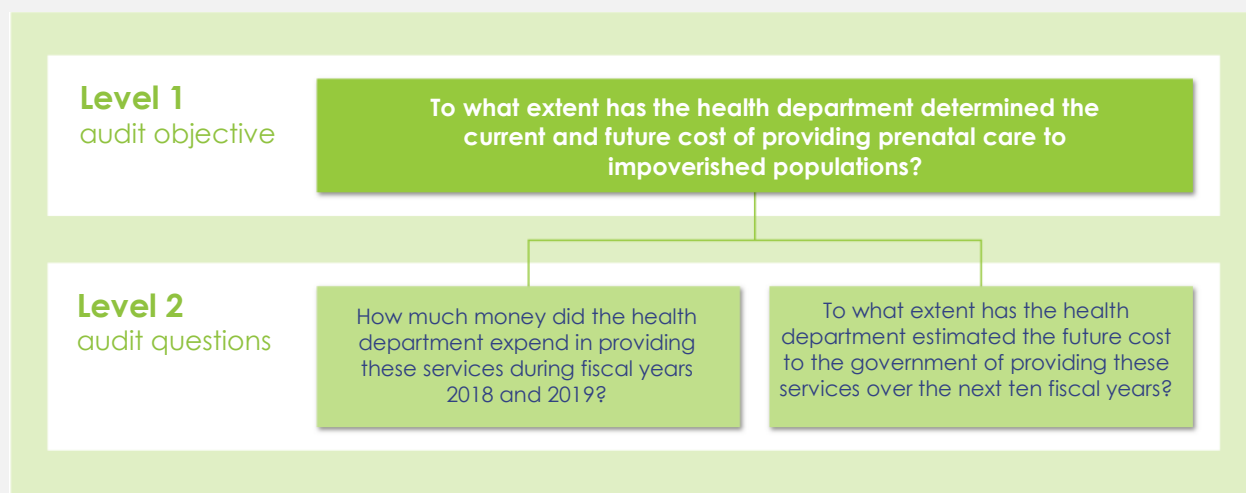 Level 1
audit objective
To what extent has the health department determined the
current and future cost of providing prenatal care to
impoverished populations?
Level 2
audit questions
How much money did the health
department expend in providing
these services during fiscal years
2018 and 2019?
To what extent has the health
department estimated the future cost
to the government of providing these
services over the next ten fiscal years?